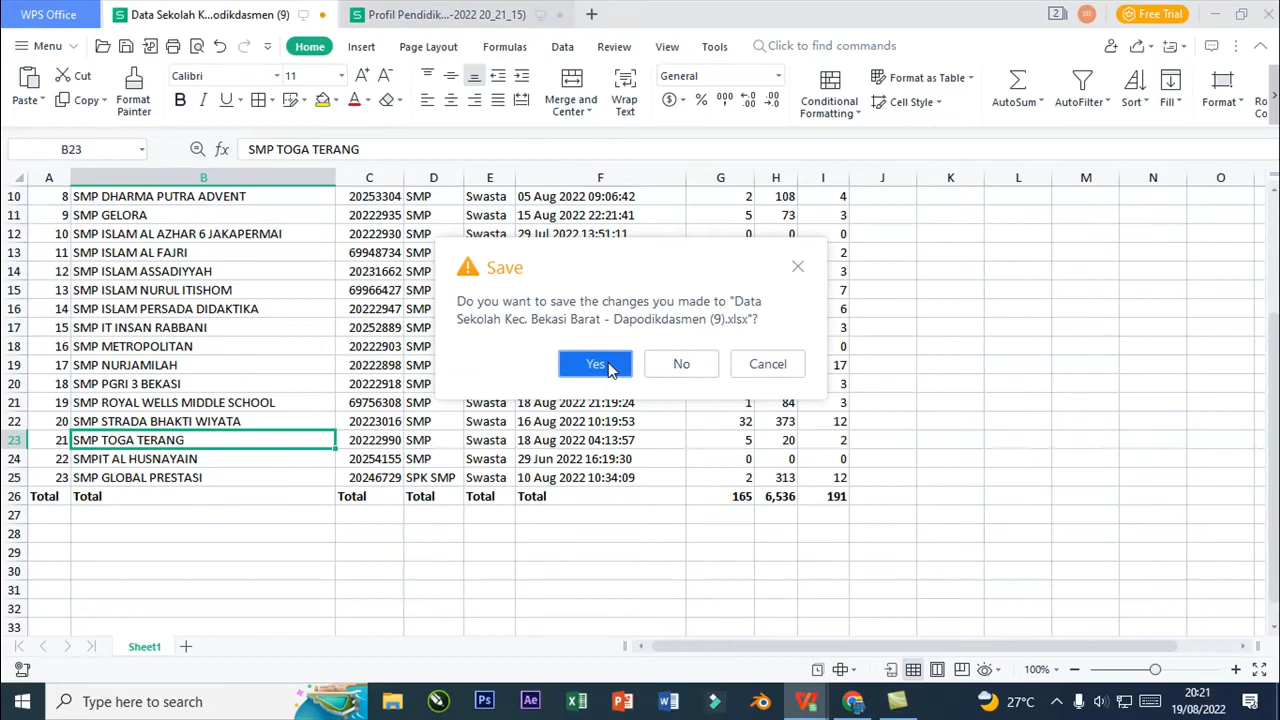 WPS Office
Data Sekolah K...odikdasmen (9)
Profil Pendidik...-2022 20_21_15)
2
Free Trial
Menu
Home
Insert
Page Layout
Formulas
Data
Review
View
Tools
Click to find commands
Paste
Cut
Copy
Format Painter
Calibri
11
Merge and Center
Wrap Text
General
Conditional Formatting
Format as Table
Cell Style
AutoSum
AutoFilter
Sort
Fill
Format
B23
SMP TOGA TERANG
A B C D E F G H I J K L M N O
10 8 SMP DHARMA PUTRA ADVENT 20253304 SMP Swasta 05 Aug 2022 09:06:42 2 108 4
11 9 SMP GELORA 20222935 SMP Swasta 15 Aug 2022 22:21:41 5 73 3
12 10 SMP ISLAM AL AZHAR 6 JAKAPERMAI 20222930 SMP Swasta 29 Jul 2022 13:51:11 0 0 0
13 11 SMP ISLAM AL FAJRI 69948734 SMP 2
14 12 SMP ISLAM ASSADIYYAH 20231662 SMP 3
15 13 SMP ISLAM NURUL ITISHOM 69966427 SMP 7
16 14 SMP ISLAM PERSADA DIDAKTIKA 20222947 SMP 6
17 15 SMP IT INSAN RABBANI 20252889 SMP 3
18 16 SMP METROPOLITAN 20222901 SMP 0
19 17 SMP NURJAMILAH 20222898 SMP 17
20 18 SMP PGRI 3 BEKASI 20222918 SMP 3
21 19 SMP ROYAL WELLS MIDDLE SCHOOL 69756308 SMP Swasta 18 Aug 2022 21:19:24 1 84 3
22 20 SMP STRADA BHAKTI WIYATA 20223016 SMP Swasta 16 Aug 2022 10:19:53 32 373 12
23 21 SMP TOGA TERANG 20222990 SMP Swasta 18 Aug 2022 04:13:57 5 20 2
24 22 SMPIT AL HUSNAYAIN 20254155 SMP Swasta 29 Jun 2022 16:19:30 0 0 0
25 23 SMP GLOBAL PRESTASI 20246729 SPK SMP Swasta 10 Aug 2022 10:34:09 2 313 12
26 Total Total Total Total Total Total 165 6,536 191
27
28
29
30
31
32
33
Save
Do you want to save the changes you made to "Data
Sekolah Kec. Bekasi Barat - Dapodikdasmen (9).xlsx"?
Yes
No
Cancel
Sheet1
100%
Type here to search
27°C
20:21
19/08/2022